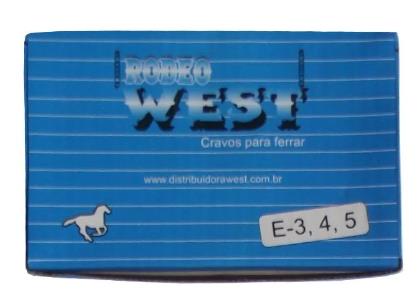 RODEO
WEST
Cravos para ferrar
www.distribuidorawest.com.br
E-3, 4, 5